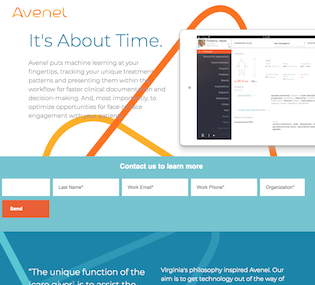 Avenel
It's About Time.
Avenel puts machine learning at your
fingertips, tracking your unique treatment
patterns and presenting them within the
workflow for faster clinical documentation and
decision-making. And, most importantly, to
optimize opportunities for face-to-face
engagement with your patients.
Contact us to learn more
Last Name*
Work Email*
Work Phone*
Organization*
Send
"The unique function of the
(care giver) is to assist the
Virginia's philosophy inspired Avenel. Our
aim is to get technology out of the way of